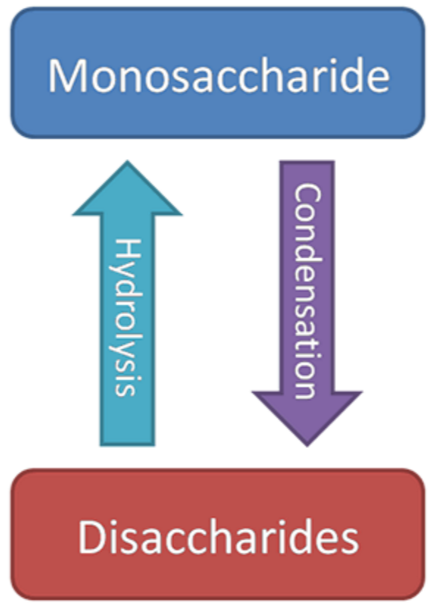 Monosaccharide
Hydrolysis
Condensation
Disaccharides